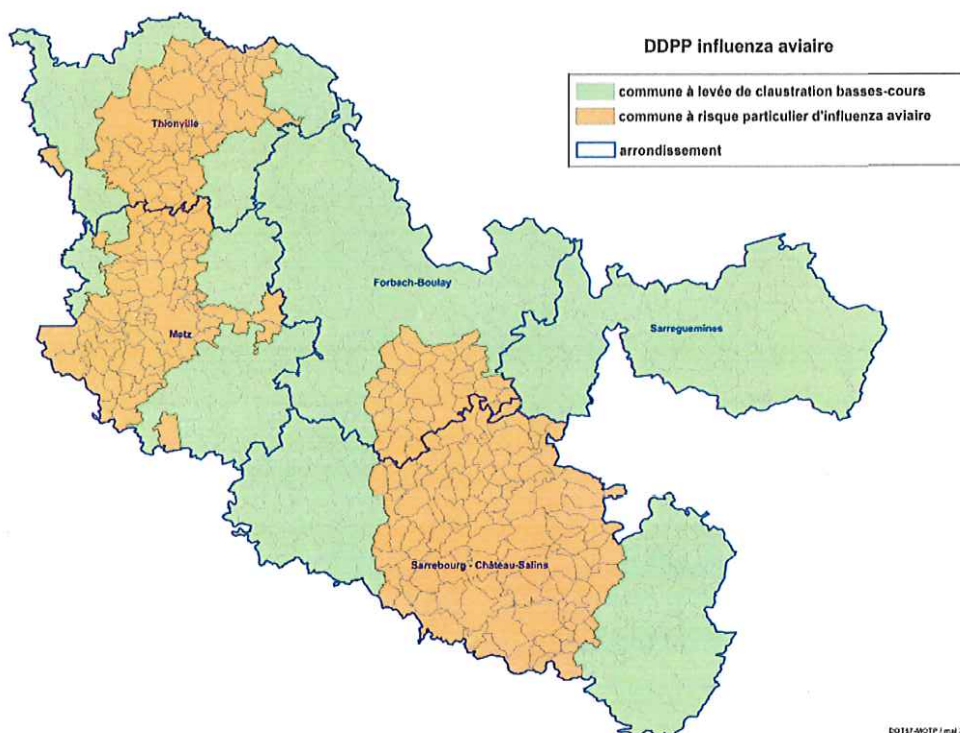 DDPP influenza aviaire
commune à levée de claustration basses-cours
commune à risque particulier d'influenza aviaire
arrondissement
Thionville
Forbach-Boulay
Metz
Sarreguemines
Sarrebourg - Château-Salins